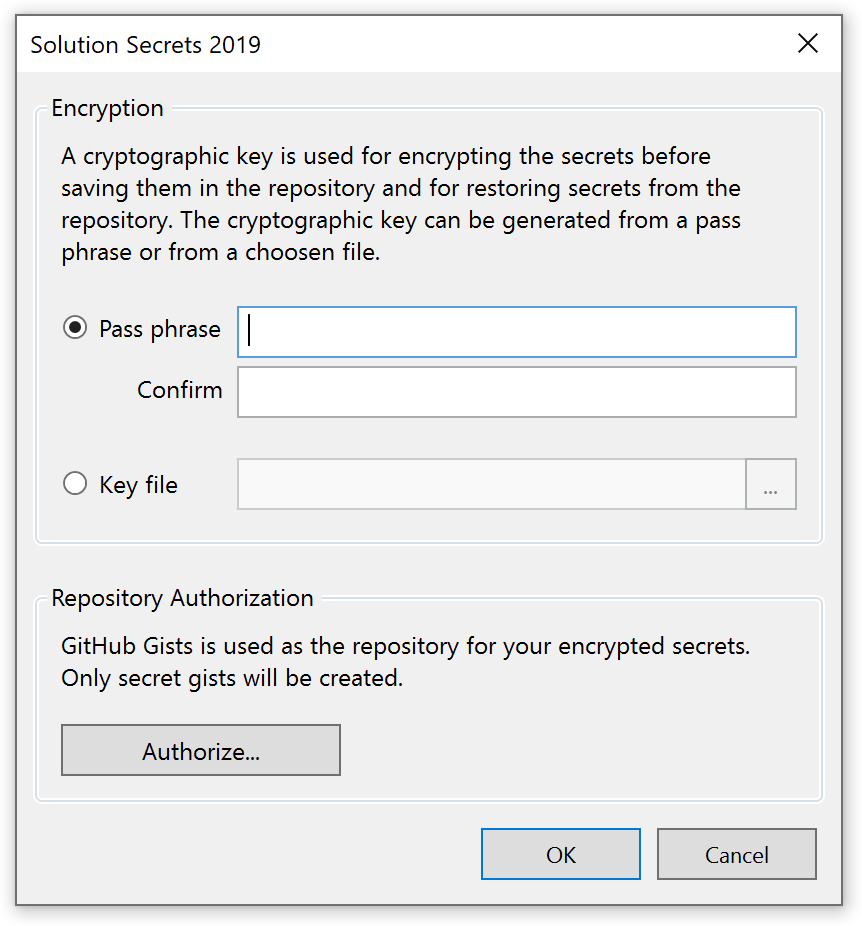 Solution Secrets 2019
Encryption
A cryptographic key is used for encrypting the secrets before
saving them in the repository and for restoring secrets from the
repository. The cryptographic key can be generated from a pass
phrase or from a choosen file.
Pass phrase
Confirm
Key file
...
Repository Authorization
GitHub Gists is used as the repository for your encrypted secrets.
Only secret gists will be created.
Authorize...
OK
Cancel